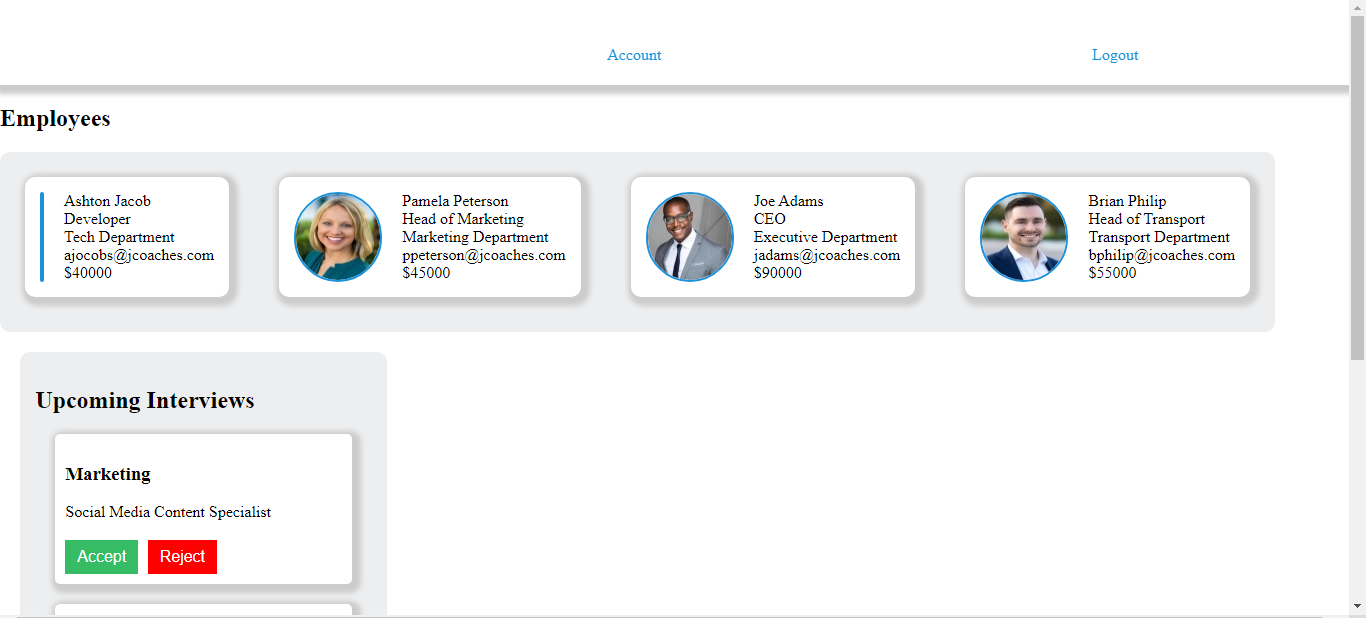 Account
Logout
Employees
Ashton Jacob
Developer
Tech Department
ajocobs@jcoaches.com
$40000
Pamela Peterson
Head of Marketing
Marketing Department
ppeterson@jcoaches.com
$45000
Joe Adams
CEO
Executive Department
jadams@jcoaches.com
$90000
Brian Philip
Head of Transport
Transport Department
bphilip@jcoaches.com
$55000
Upcoming Interviews
Marketing
Social Media Content Specialist
Accept
Reject